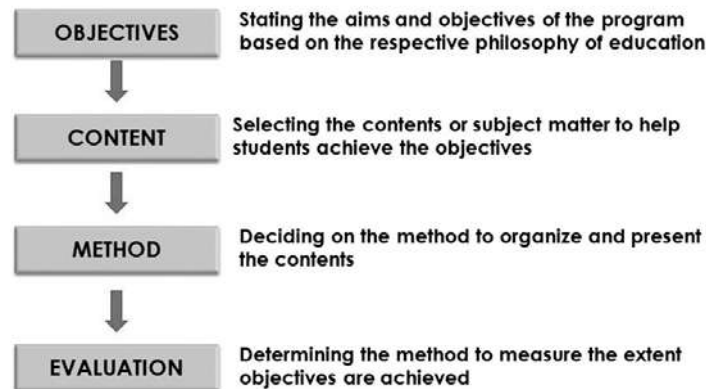 OBJECTIVES
Stating the aims and objectives of the program
based on the respective philosophy of education
CONTENT
Selecting the contents or subject matter to help
students achieve the objectives
METHOD
Deciding on the method to organize and present
the contents
EVALUATION
Determining the method to measure the extent
objectives are achieved